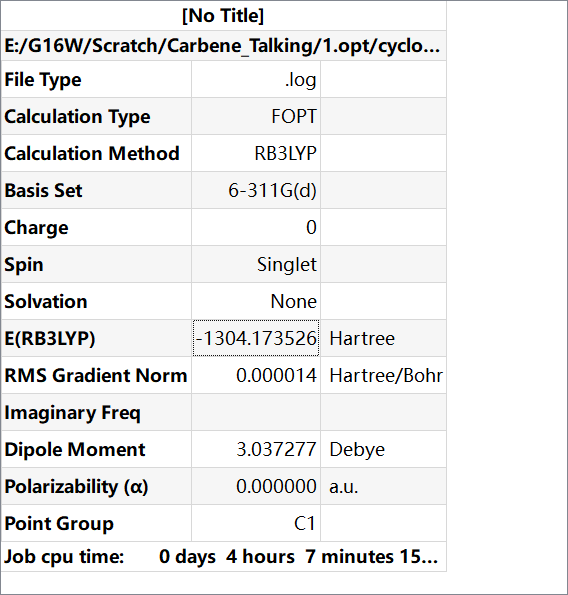 [No Title]
E:/G16W/Scratch/Carbene_Talking/1.opt/cyclo...
File Type .log
Calculation Type FOPT
Calculation Method RB3LYP
Basis Set 6-311G(d)
Charge 0
Spin Singlet
Solvation None
E(RB3LYP) -1304.173526 Hartree
RMS Gradient Norm 0.000014 Hartree/Bohr
Imaginary Freq
Dipole Moment 3.037277 Debye
Polarizability (α) 0.000000 a.u.
Point Group C1
Job cpu time: 0 days 4 hours 7 minutes 15...